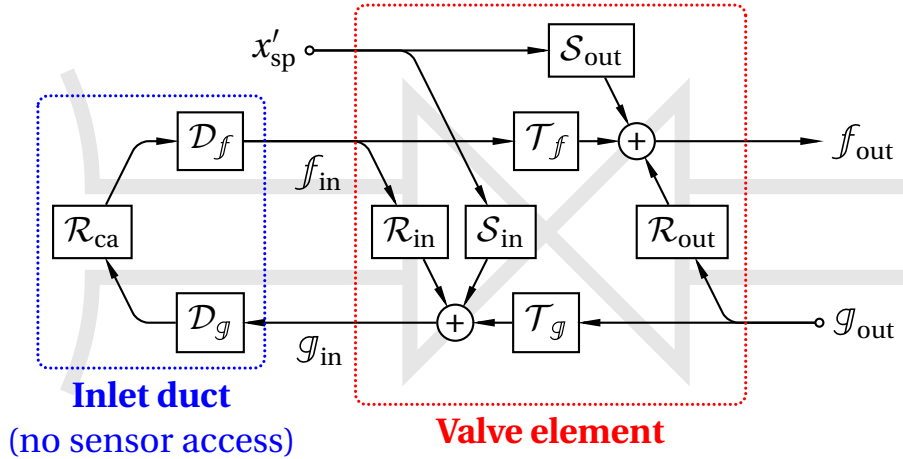 x′sp
𝒮out
𝒟𝒻
𝒯𝒻
+
𝒻out
𝒻in
ℛca
ℛin
𝒮in
ℛout
𝒟ℊ
+
𝒯ℊ
ℊin
ℊout
Inlet duct
(no sensor access)
Valve element